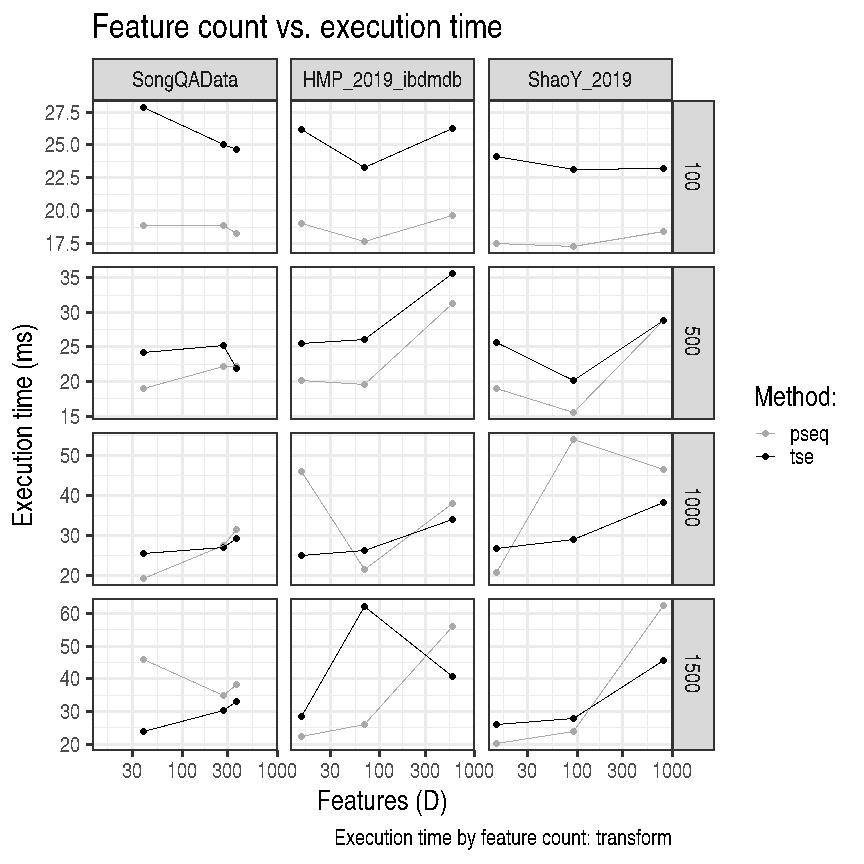 Feature count vs. execution time
SongQAData HMP_2019_ibdmdb ShaoY_2019
27.5
25.0
22.5
20.0
17.5
100
35
30
25
20
15
500
50
40
30
20
1000
60
50
40
30
20
1500
Execution time (ms)
30 100 300 1000 30 100 300 1000 30 100 300 1000
Features (D)
Method:
pseq
tse
Execution time by feature count: transform